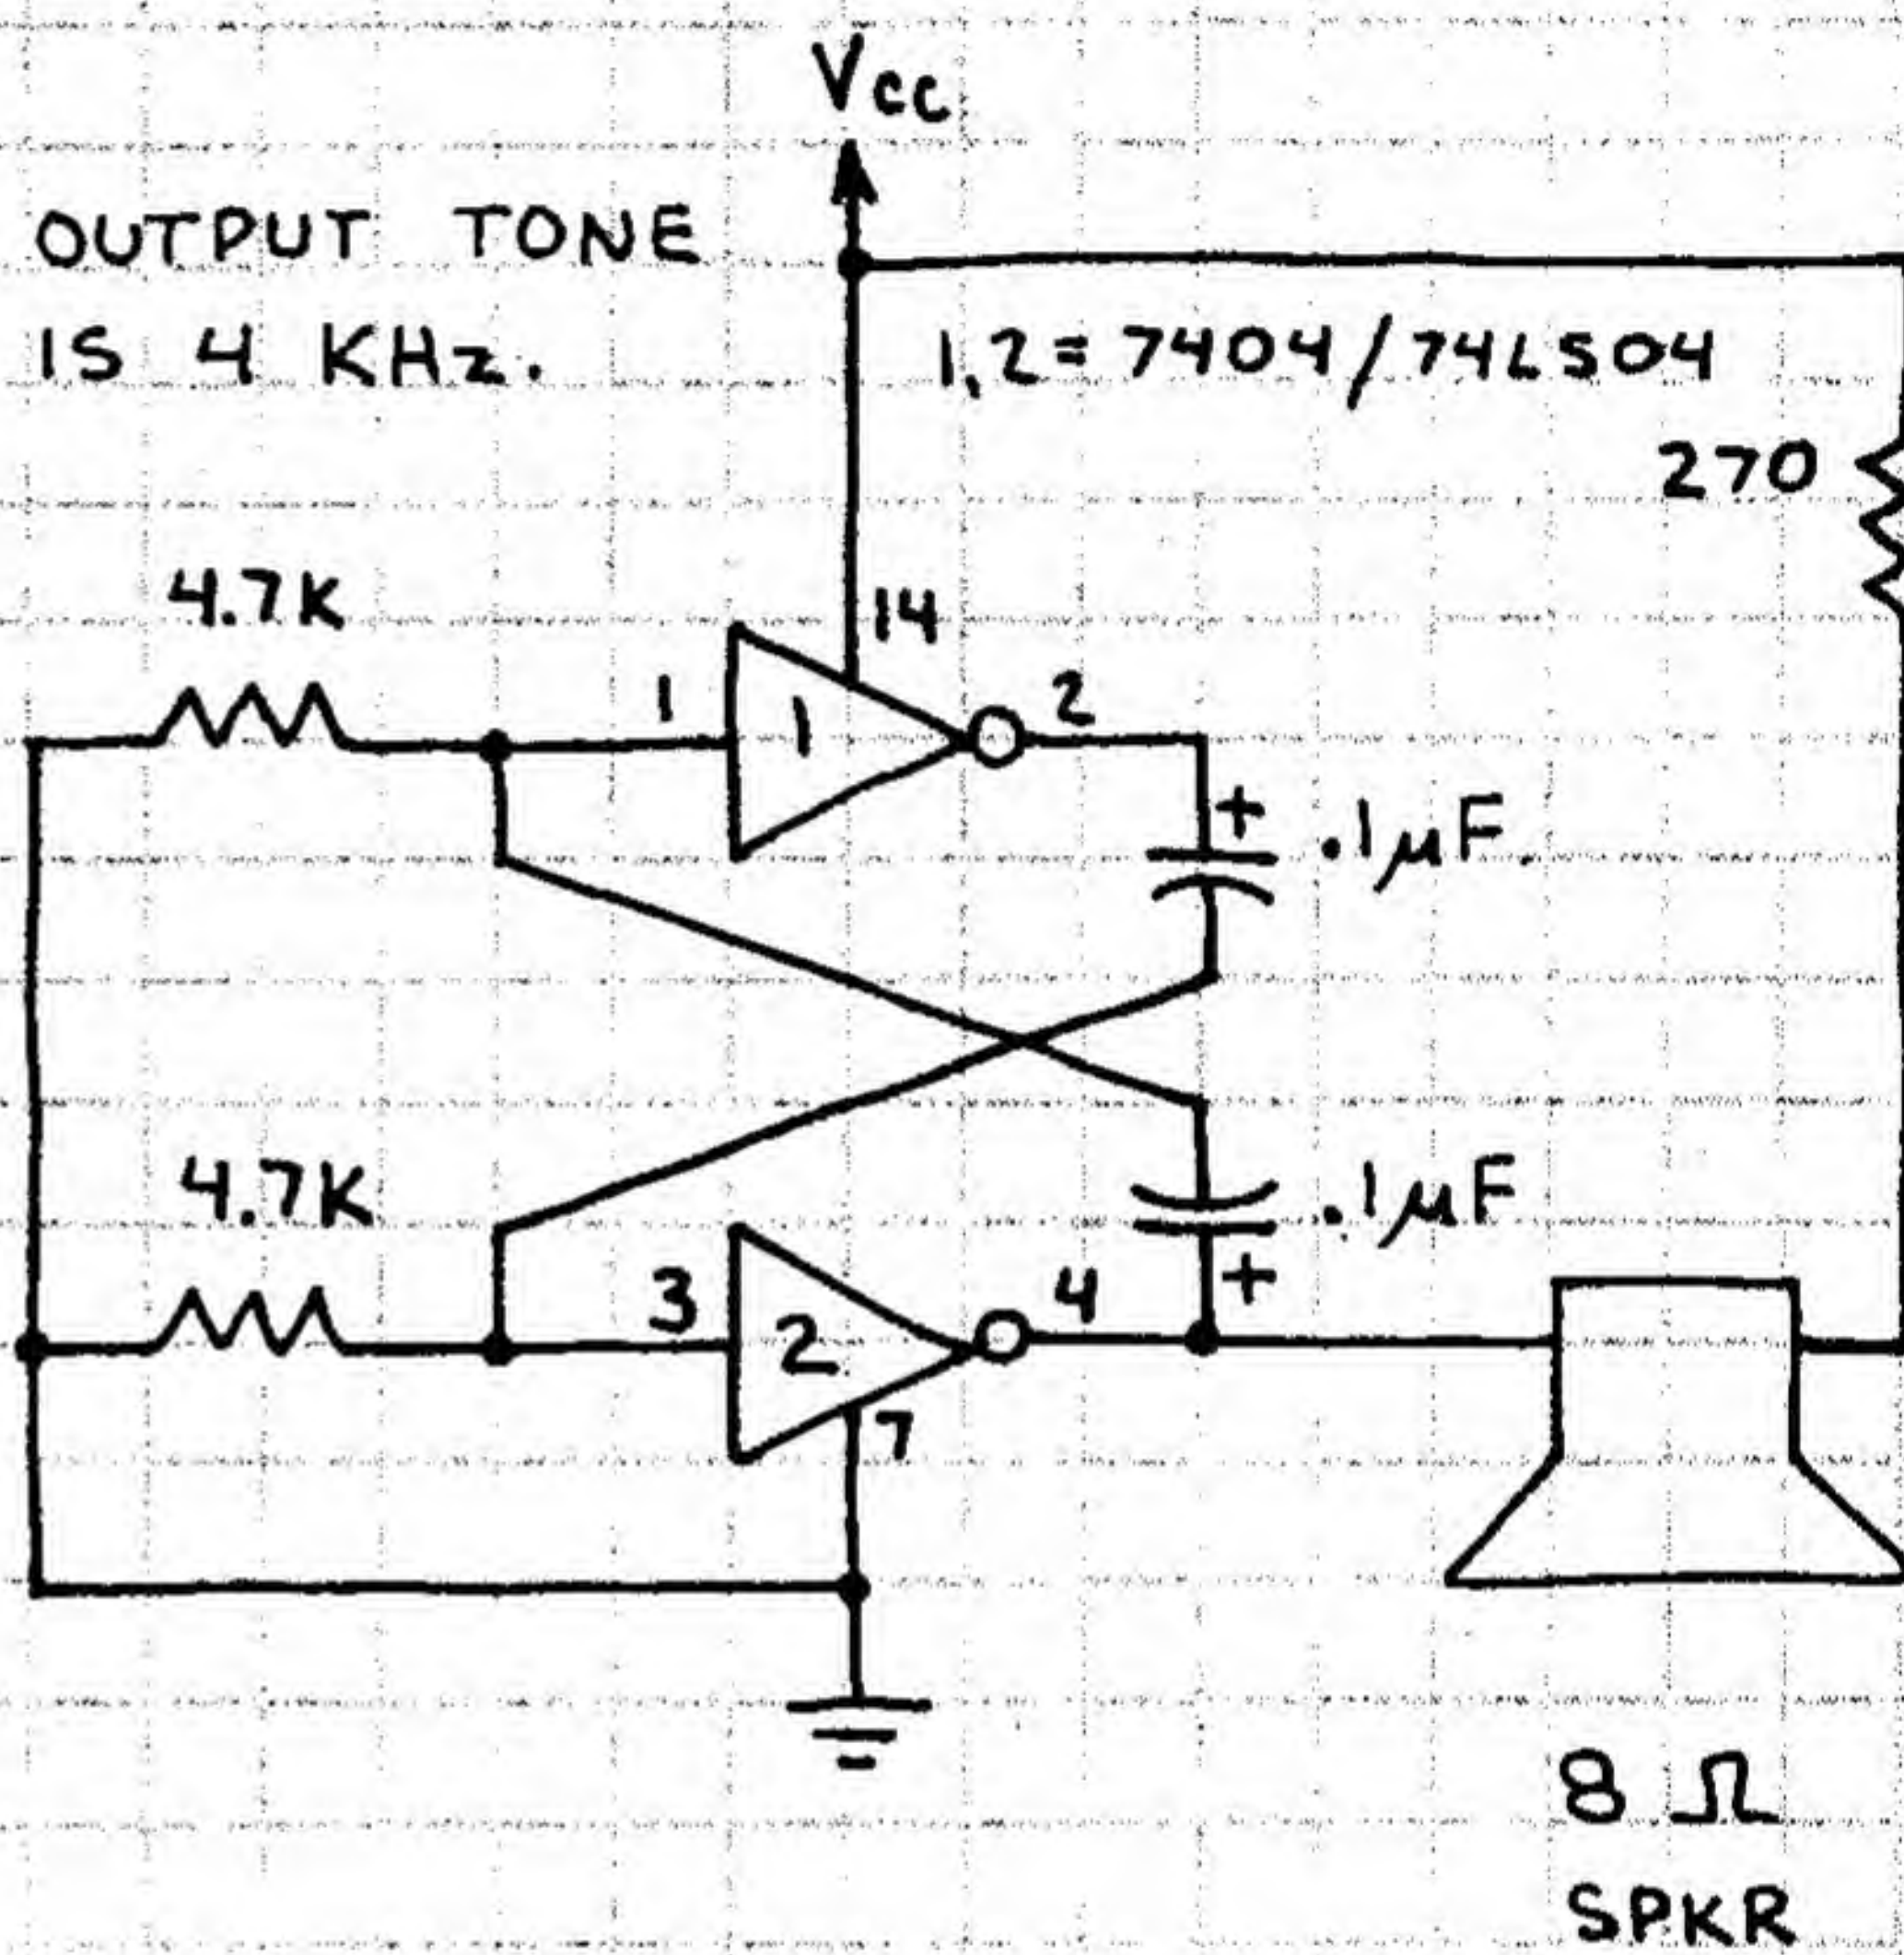 Vcc
OUTPUT TONE
IS 4 KHz.
1,2 = 7404/74LS04
270
4.7K
14
1
1
2
+
.1µF
4.7K
.1µF
3
2
4
+
7
8 Ω
SPKR